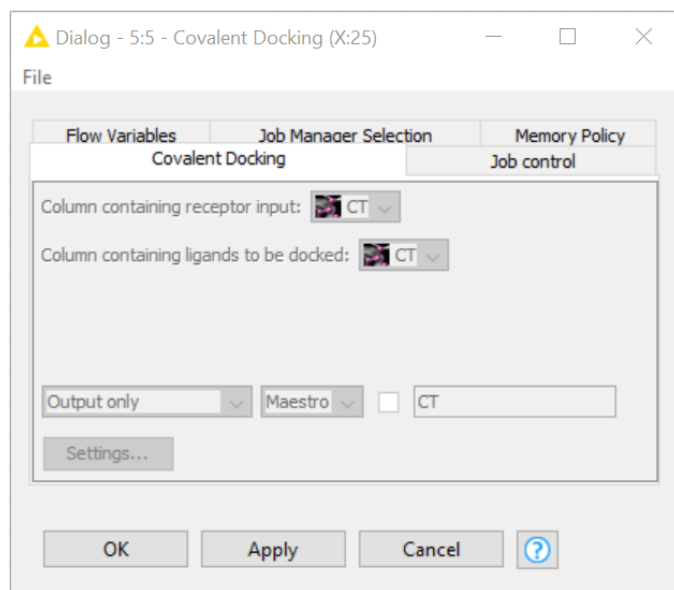 Dialog - 5:5 - Covalent Docking (X:25)
File
Flow Variables Job Manager Selection Memory Policy
Covalent Docking Job control
Column containing receptor input: CT
Column containing ligands to be docked: CT
Output only Maestro CT
Settings...
OK Apply Cancel ?